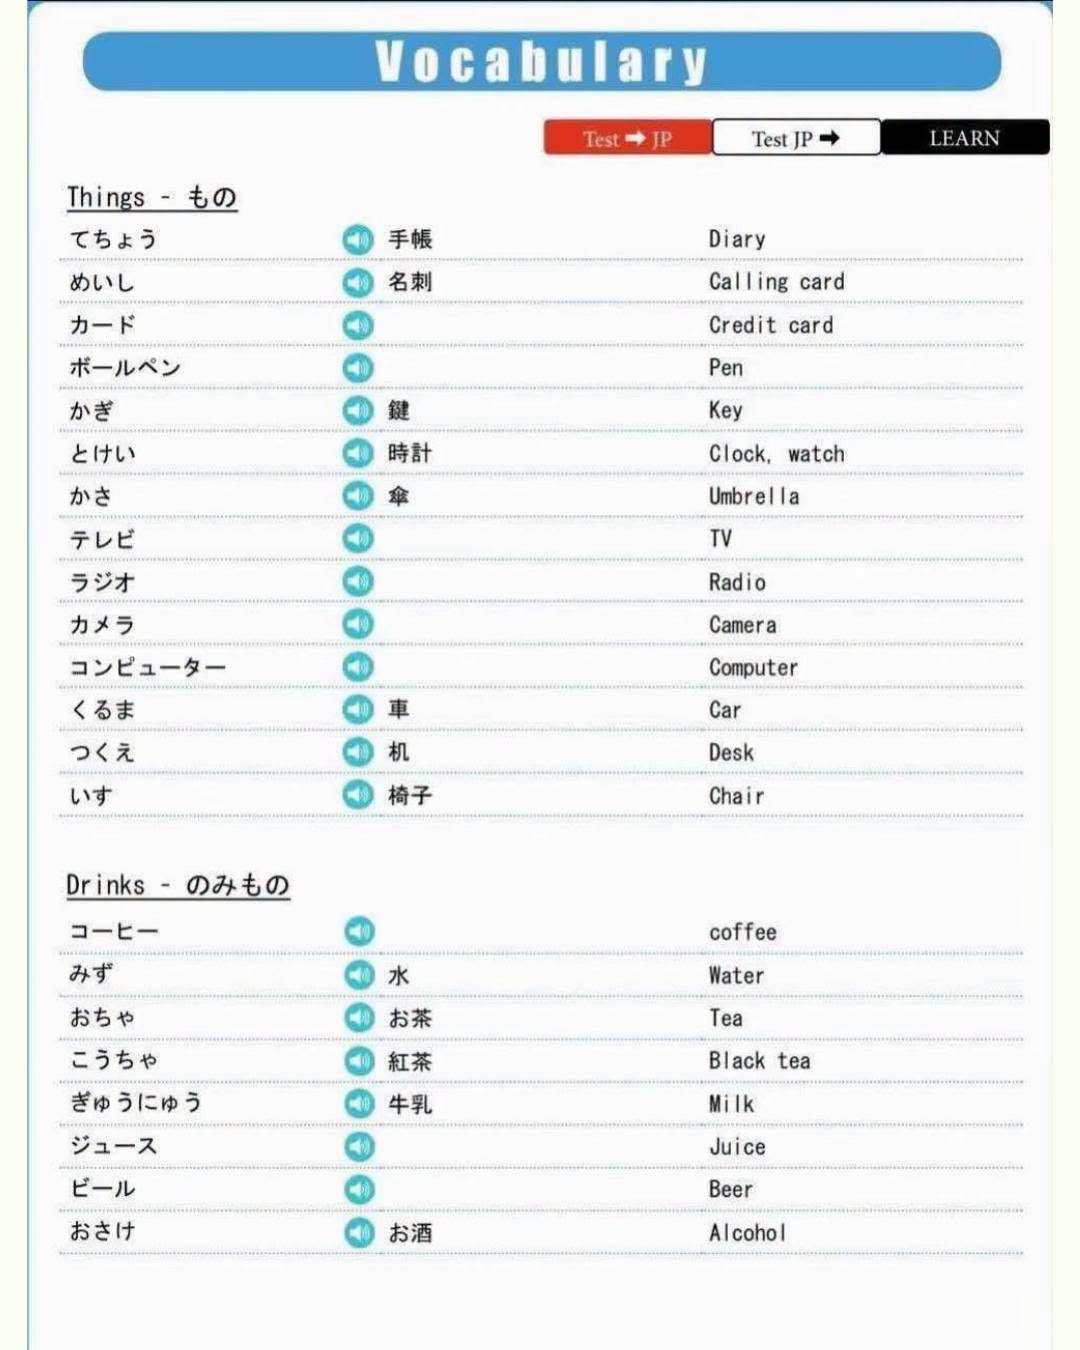 Vocabulary
Test ➡ JP Test JP ➡ LEARN
Things - もの
てちょう 手帳 Diary
めいし 名刺 Calling card
カード Credit card
ボールペン Pen
かぎ 鍵 Key
とけい 時計 Clock, watch
かさ 傘 Umbrella
テレビ TV
ラジオ Radio
カメラ Camera
コンピューター Computer
くるま 車 Car
つくえ 机 Desk
いす 椅子 Chair
Drinks - のみもの
コーヒー coffee
みず 水 Water
おちゃ お茶 Tea
こうちゃ 紅茶 Black tea
ぎゅうにゅう 牛乳 Milk
ジュース Juice
ビール Beer
おさけ お酒 Alcohol